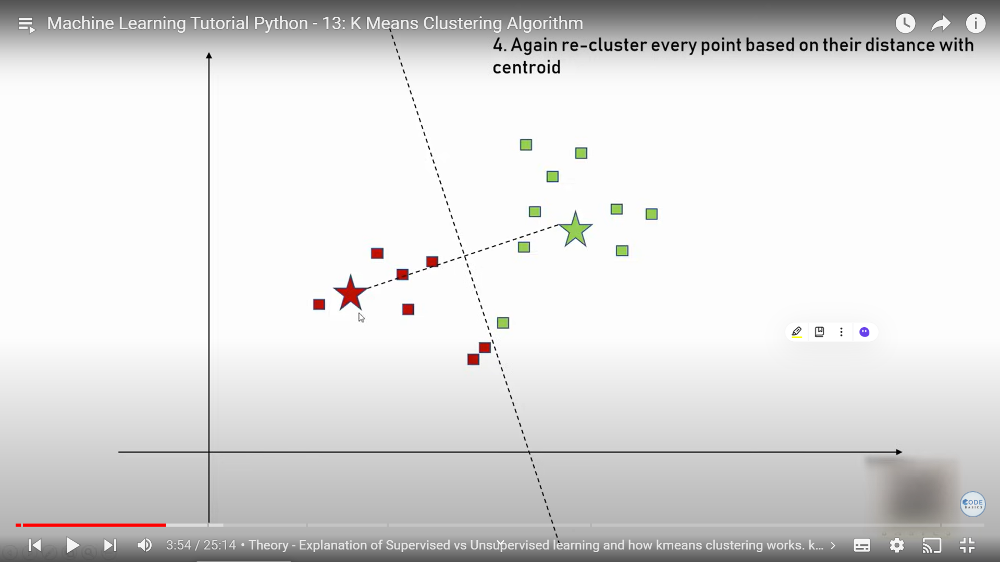 Machine Learning Tutorial Python - 13: K Means Clustering Algorithm
4. Again re-cluster every point based on their distance with
centroid
CODE
BASICS
3:54 / 25:14 • Theory - Explanation of Supervised vs Unsupervised learning and how kmeans clustering works. k...